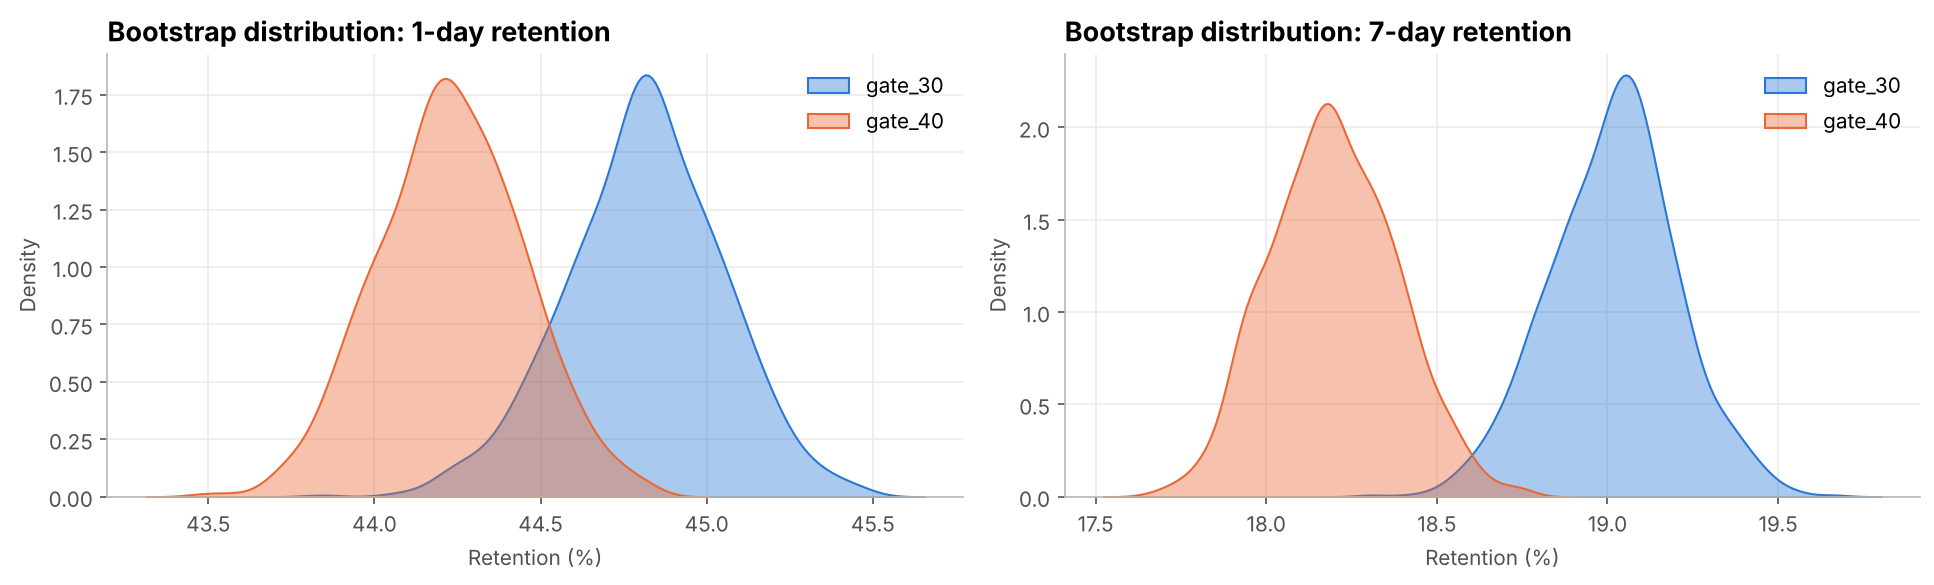 Bootstrap distribution: 1-day retention
gate_30
gate_40
1.75
1.50
1.25
1.00
0.75
0.50
0.25
0.00
Density
43.5 44.0 44.5 45.0 45.5
Retention (%)
Bootstrap distribution: 7-day retention
gate_30
gate_40
2.0
1.5
1.0
0.5
0.0
Density
17.5 18.0 18.5 19.0 19.5
Retention (%)